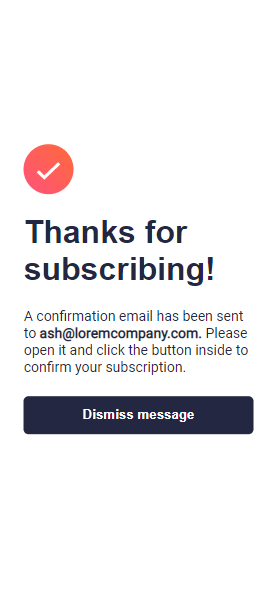 Thanks for
subscribing!
A confirmation email has been sent
to ash@loremcompany.com. Please
open it and click the button inside to
confirm your subscription.
Dismiss message